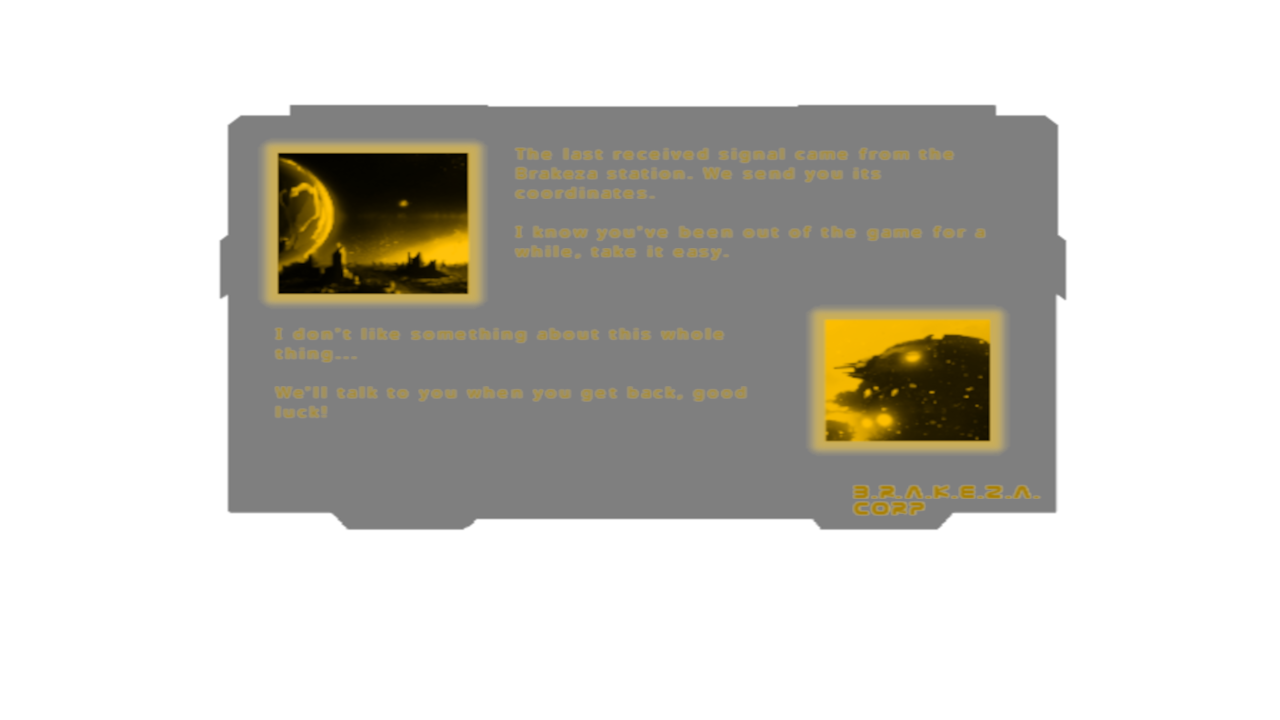 The last received signal came from the
Brakeza station. We send you its
coordinates.
I know you've been out of the game for a
while, take it easy.
I don't like something about this whole
thing...
We'll talk to you when you get back, good
luck!
B.R.A.K.E.Z.A.
CORP